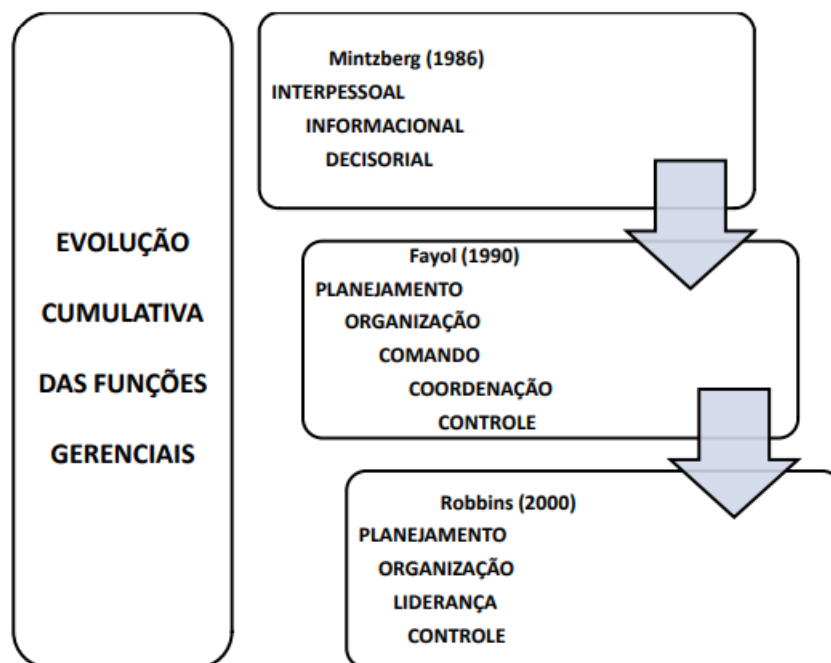 EVOLUÇÃO
CUMULATIVA
DAS FUNÇÕES
GERENCIAIS
Mintzberg (1986)
INTERPESSOAL
INFORMACIONAL
DECISORIAL
Fayol (1990)
PLANEJAMENTO
ORGANIZAÇÃO
COMANDO
COORDENAÇÃO
CONTROLE
Robbins (2000)
PLANEJAMENTO
ORGANIZAÇÃO
LIDERANÇA
CONTROLE